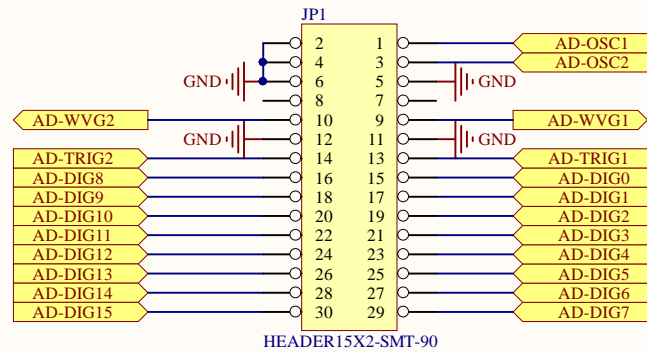 JP1
2 1 AD-OSC1
4 3 AD-OSC2
GND 6 5 GND
8 7
AD-WVG2 10 9 AD-WVG1
GND 12 11 GND
AD-TRIG2 14 13 AD-TRIG1
AD-DIG8 16 15 AD-DIG0
AD-DIG9 18 17 AD-DIG1
AD-DIG10 20 19 AD-DIG2
AD-DIG11 22 21 AD-DIG3
AD-DIG12 24 23 AD-DIG4
AD-DIG13 26 25 AD-DIG5
AD-DIG14 28 27 AD-DIG6
AD-DIG15 30 29 AD-DIG7
HEADER15X2-SMT-90